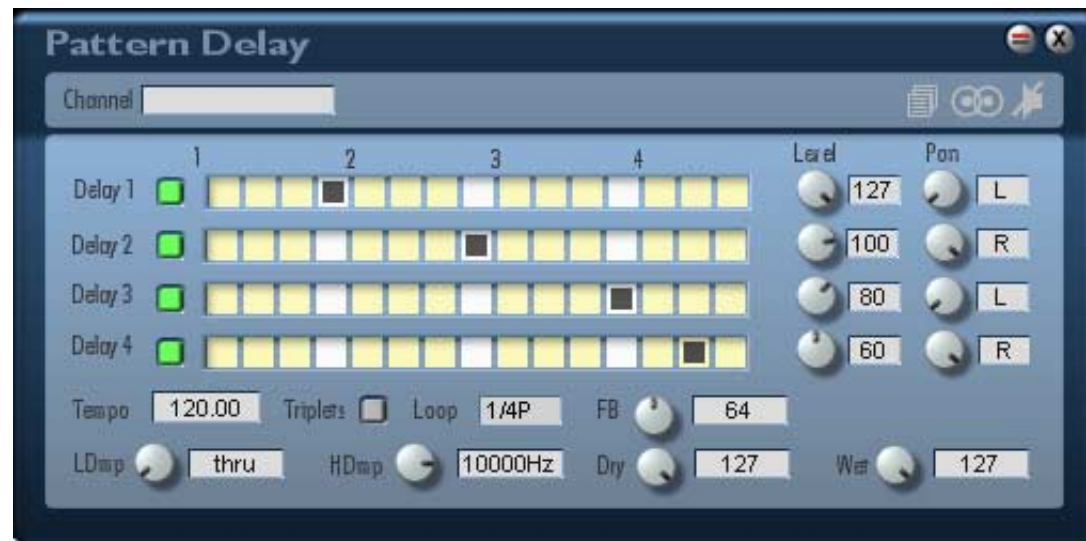 Pattern Delay
X
Channel
1 2 3 4 Level Pan
Delay 1 127 L
Delay 2 100 R
Delay 3 80 L
Delay 4 60 R
Tempo 120.00 Triplets Loop 1/4P FB 64
LDmp thru HDmp 10000Hz Dry 127 Wet 127